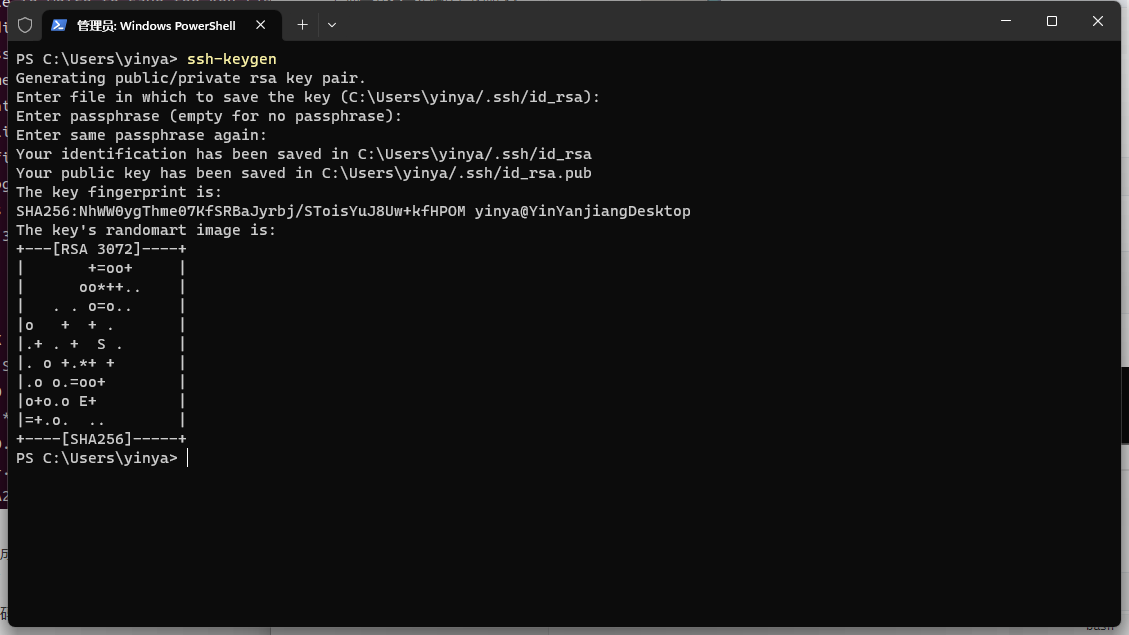 管理员: Windows PowerShell
PS C:\Users\yinya> ssh-keygen
Generating public/private rsa key pair.
Enter file in which to save the key (C:\Users\yinya/.ssh/id_rsa):
Enter passphrase (empty for no passphrase):
Enter same passphrase again:
Your identification has been saved in C:\Users\yinya/.ssh/id_rsa
Your public key has been saved in C:\Users\yinya/.ssh/id_rsa.pub
The key fingerprint is:
SHA256:NhWW0ygThme07KfSRBaJyrbj/SToisYuJ8Uw+kfHPOM yinya@YinYanjiangDesktop
The key's randomart image is:
+---[RSA 3072]----+
|       +=oo+     |
|      oo*++..    |
|   . . o=o..     |
|o   +  + .       |
|.+ . +  S .      |
|. o +.*+ +       |
|.o o.=oo+        |
|o+o.o E+         |
|=+.o.  ..        |
+----[SHA256]-----+
PS C:\Users\yinya>